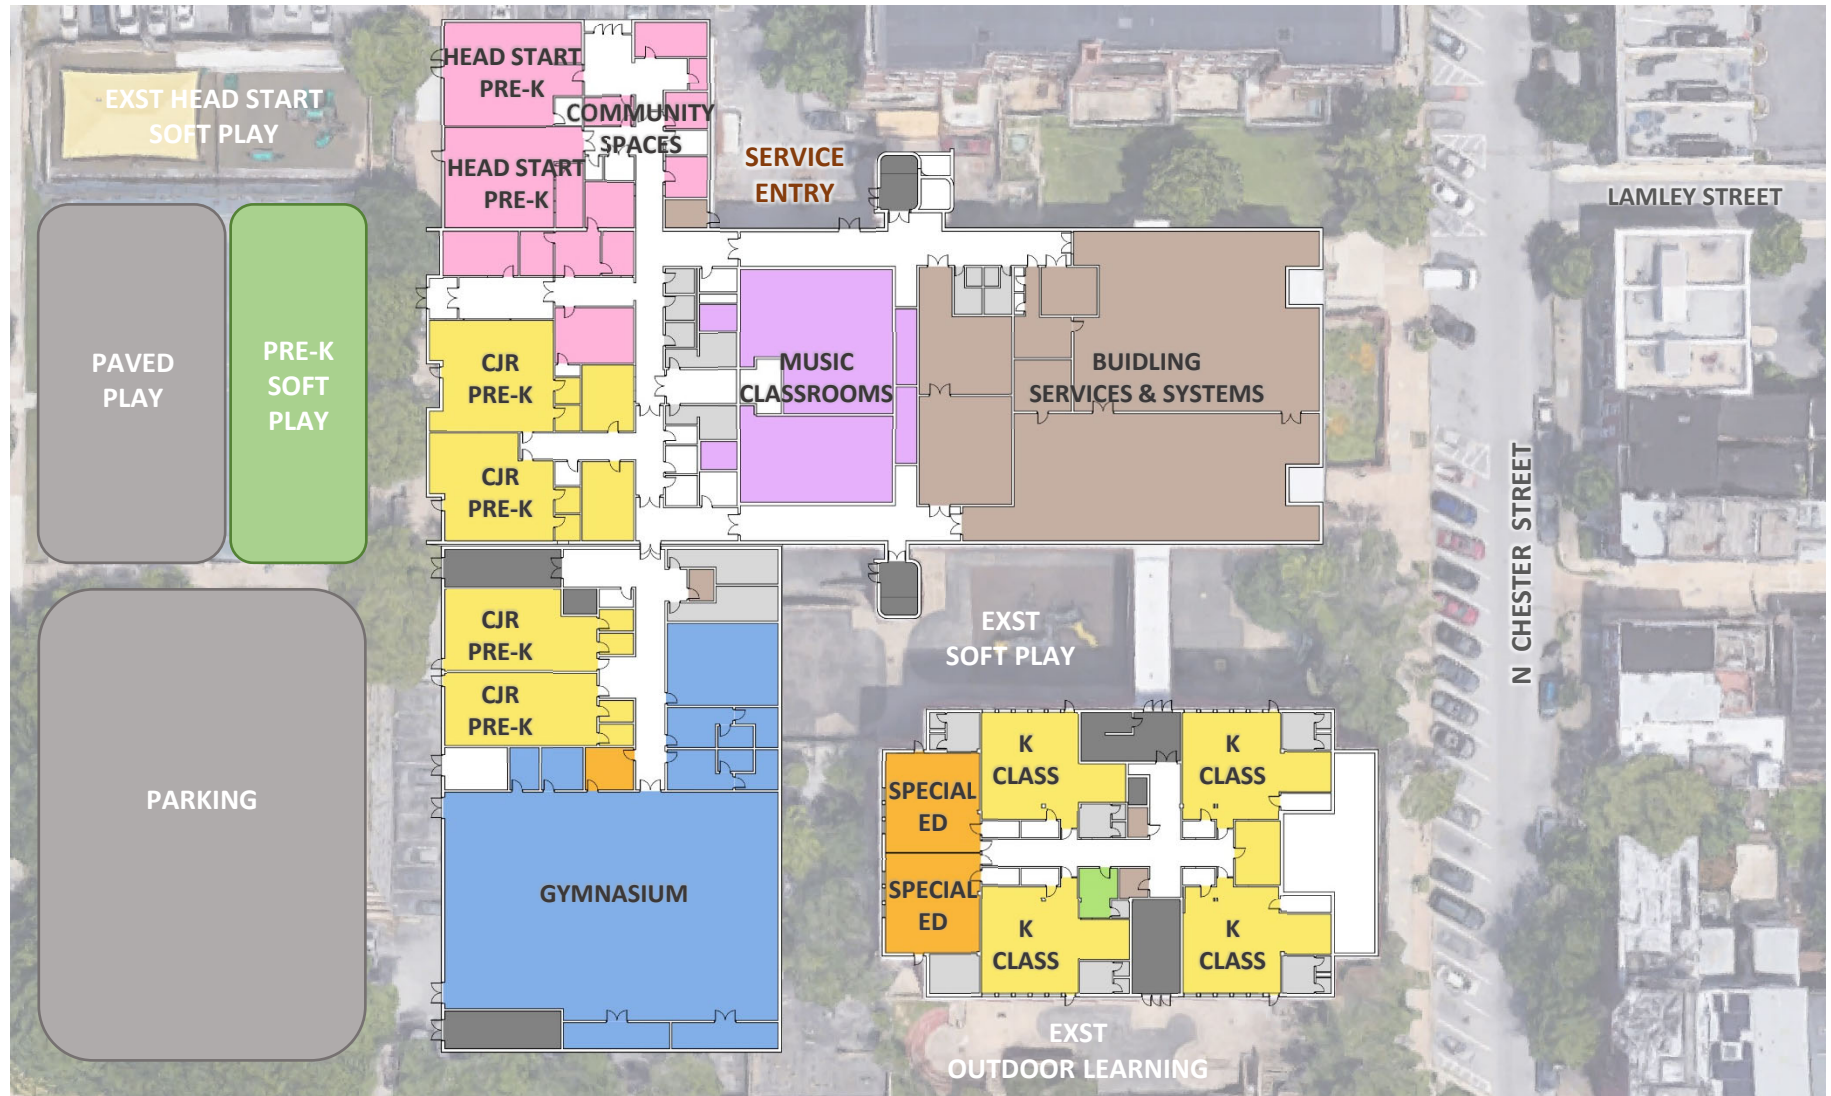 HEAD START
PRE-K
COMMUNITY
SPACES
EXST HEAD START
SOFT PLAY
HEAD START
PRE-K
SERVICE
ENTRY
LAMLEY STREET
PAVED
PLAY
PRE-K
SOFT
PLAY
CJR
PRE-K
MUSIC
CLASSROOMS
BUIDLING
SERVICES & SYSTEMS
CJR
PRE-K
N CHESTER STREET
CJR
PRE-K
EXST
SOFT PLAY
CJR
PRE-K
PARKING
K
CLASS
K
CLASS
SPECIAL
ED
GYMNASIUM
SPECIAL
ED
K
CLASS
K
CLASS
EXST
OUTDOOR LEARNING